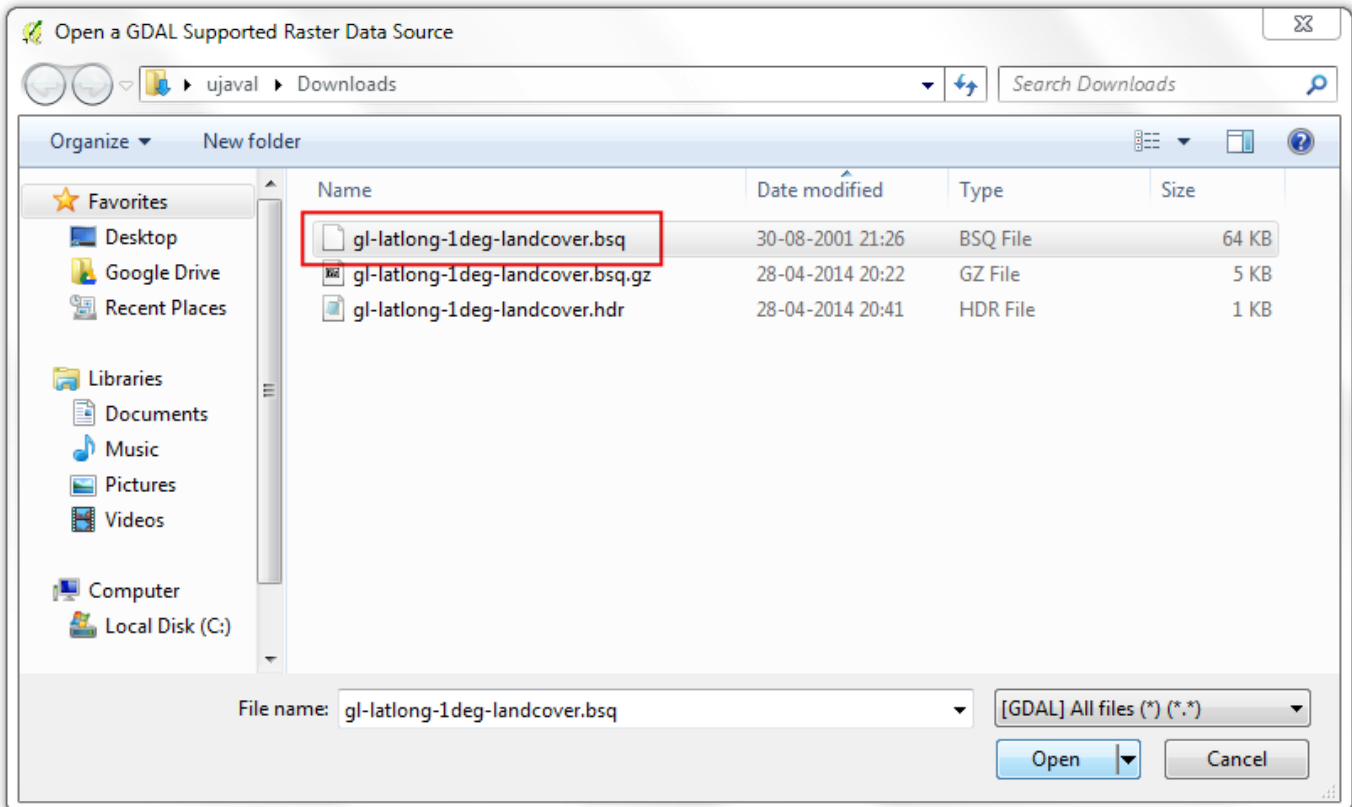 Open a GDAL Supported Raster Data Source
ujaval Downloads Search Downloads
Organize New folder
Favorites
Desktop
Google Drive
Recent Places
Libraries
Documents
Music
Pictures
Videos
Computer
Local Disk (C:)
Name Date modified Type Size
gl-latlong-1deg-landcover.bsq 30-08-2001 21:26 BSQ File 64 KB
gl-latlong-1deg-landcover.bsq.gz 28-04-2014 20:22 GZ File 5 KB
gl-latlong-1deg-landcover.hdr 28-04-2014 20:41 HDR File 1 KB
File name: gl-latlong-1deg-landcover.bsq [GDAL] All files (*) (*.*)
Open Cancel